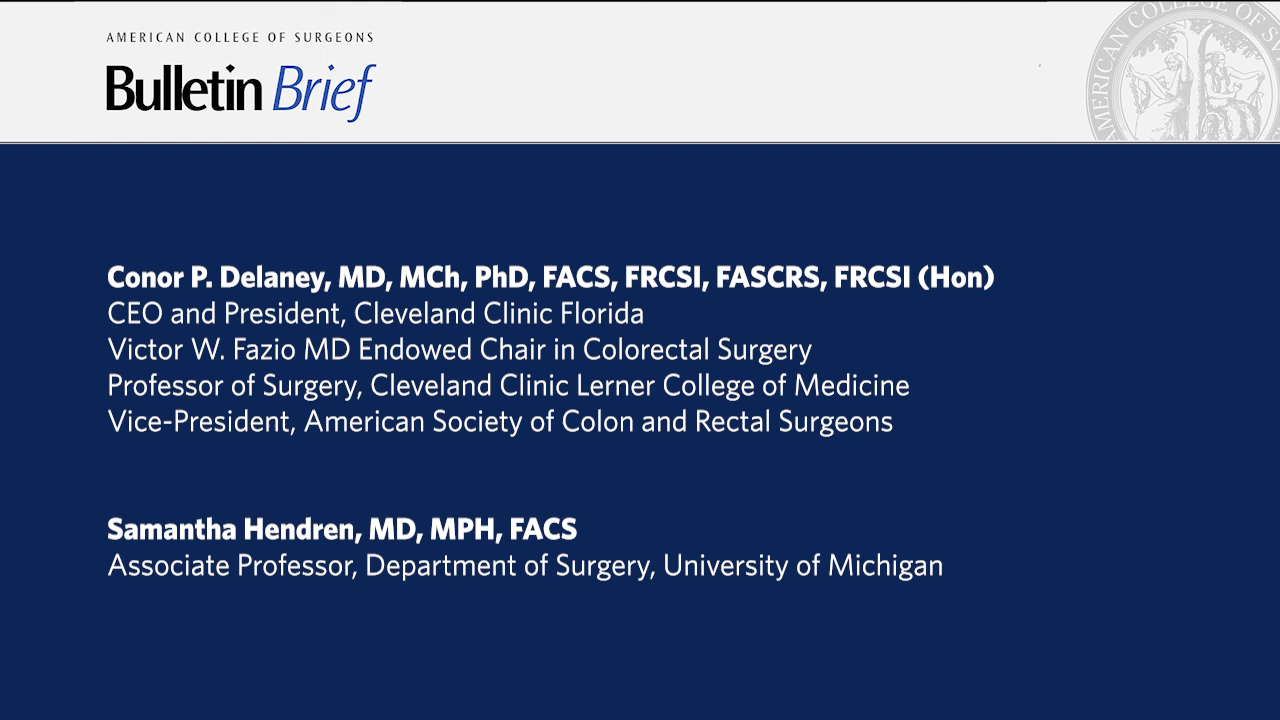 AMERICAN COLLEGE OF SURGEONS
Bulletin Brief
AMERICAN COLLEGE OF
Conor P. Delaney, MD, MCh, PhD, FACS, FRCSI, FASCRS, FRCSI (Hon)
CEO and President, Cleveland Clinic Florida
Victor W. Fazio MD Endowed Chair in Colorectal Surgery
Professor of Surgery, Cleveland Clinic Lerner College of Medicine
Vice-President, American Society of Colon and Rectal Surgeons
Samantha Hendren, MD, MPH, FACS
Associate Professor, Department of Surgery, University of Michigan